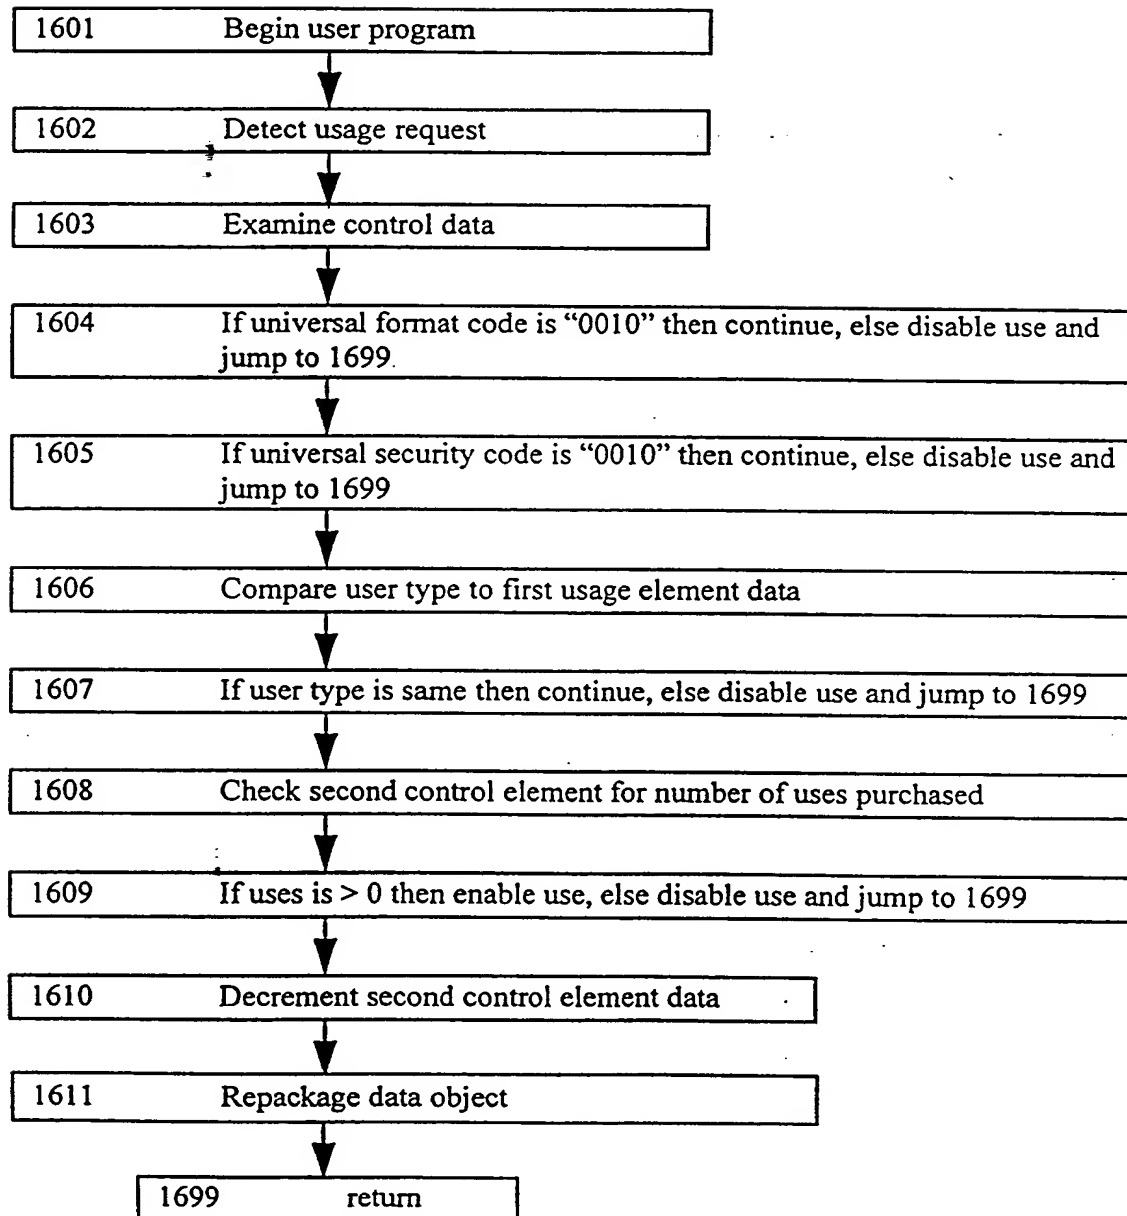 1601 Begin user program
1602 Detect usage request
1603 Examine control data
1604 If universal format code is “0010” then continue, else disable use and
jump to 1699.
1605 If universal security code is “0010” then continue, else disable use and
jump to 1699
1606 Compare user type to first usage element data
1607 If user type is same then continue, else disable use and jump to 1699
1608 Check second control element for number of uses purchased
1609 If uses is > 0 then enable use, else disable use and jump to 1699
1610 Decrement second control element data
1611 Repackage data object
1699 return